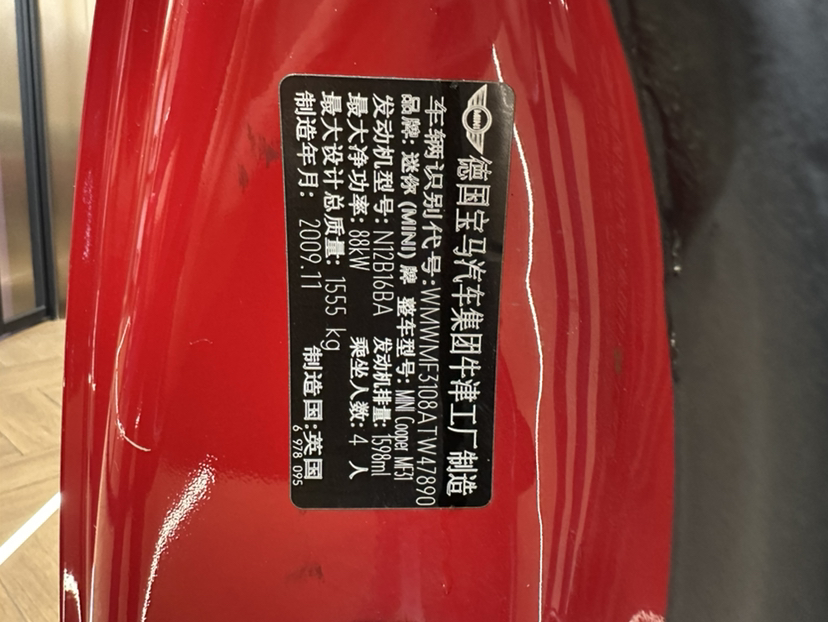 MINI 德国宝马汽车集团牛津工厂制造
车辆识别代号:WMWMF3108ATW47890
品牌: 迷你 (MINI) 牌 整车型号: MINI Cooper MF31
发动机型号: N12B16BA 发动机排量: 1598ml
最大净功率: 88kW 乘坐人数: 4 人
最大设计总质量: 1555 kg
制造年月: 2009.11 制造国:英国
6 978 095